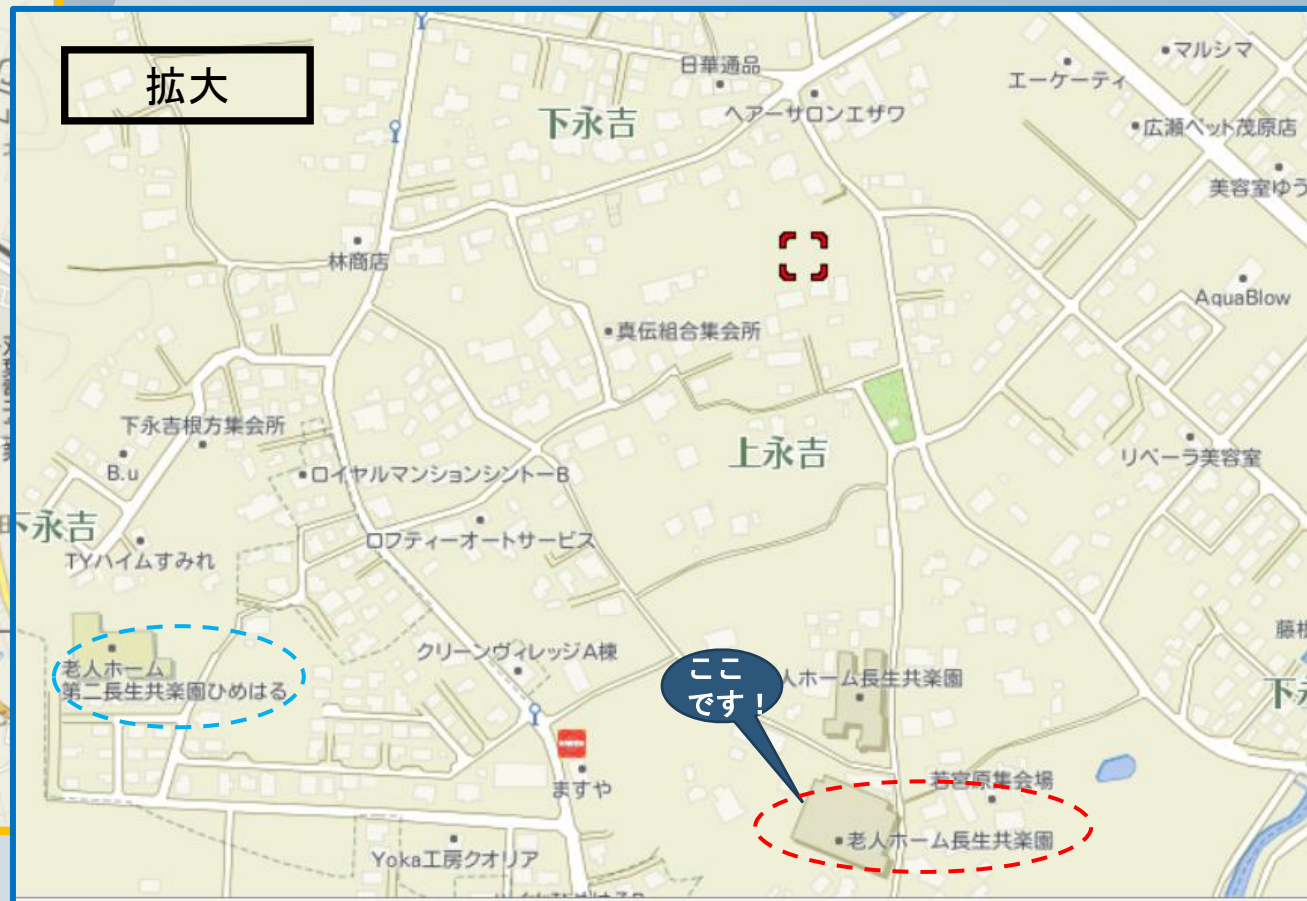 拡大
日華通品
マルシマ
エーケーティ
下永吉
ヘアーサロンエザワ
広瀬ペット茂原店
美容室ゆう
林商店
AquaBlow
真伝組合集会所
下永吉根方集会所
上永吉
リベーラ美容室
B.u
ロイヤルマンションシントーB
下永吉
ロフティーオートサービス
TYハイムすみれ
クリーンヴィレッジA棟
老人ホーム
第二長生共楽園ひめはる
ここ
です！
人ホーム長生共楽園
ますや
若宮原集会場
老人ホーム長生共楽園
Yoka工房クオリア